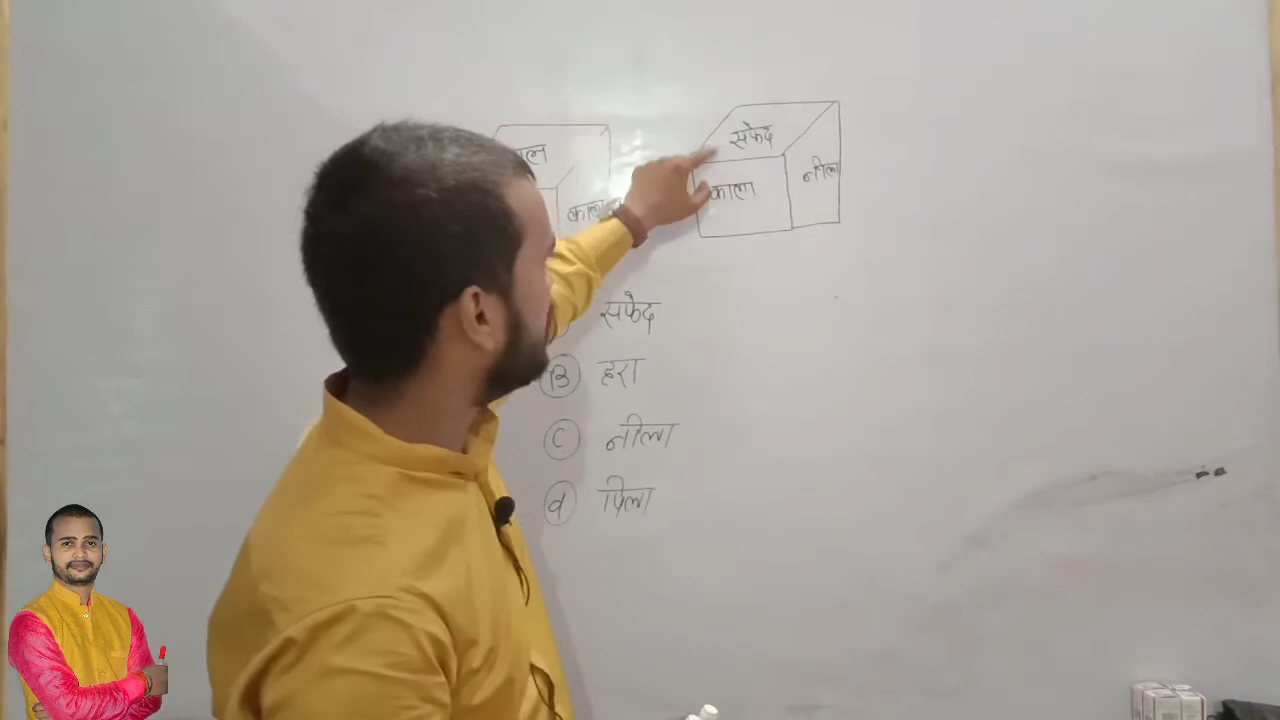 काला
सफेद
काला
नीला
सफेद
B हरा
C नीला
d पिला